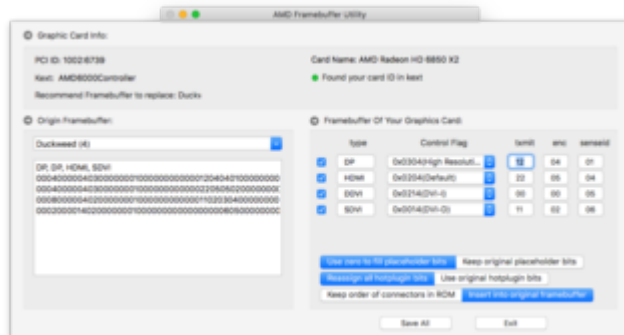 AMD Framebuffer Utility
Graphic Card Info:
PCI ID: 1002:6739
Card Name: AMD Radeon HD 6850 X2
Kext: AMD6000Controller
Found your card ID in kext
Recommend Framebuffer to replace: Ducks
Origin Framebuffer:
Framebuffer Of Your Graphics Card:
Duckweed (4)
type Control Flag txmit enc senseid
DP, DP, HDMI, SDVI
DP 0x0304(High Resoluti... 12 04 01
HDMI 0x0204(Default) 22 05 04
DDVI 0x0214(DVI-I) 00 00 05
SDVI 0x0014(DVI-D) 11 02 06
Use zero to fill placeholder bits Keep original placeholder bits
Reassign all hotplugin bits Use original hotplugin bits
Keep order of connectors in ROM Insert into original framebuffer
Save All Exit